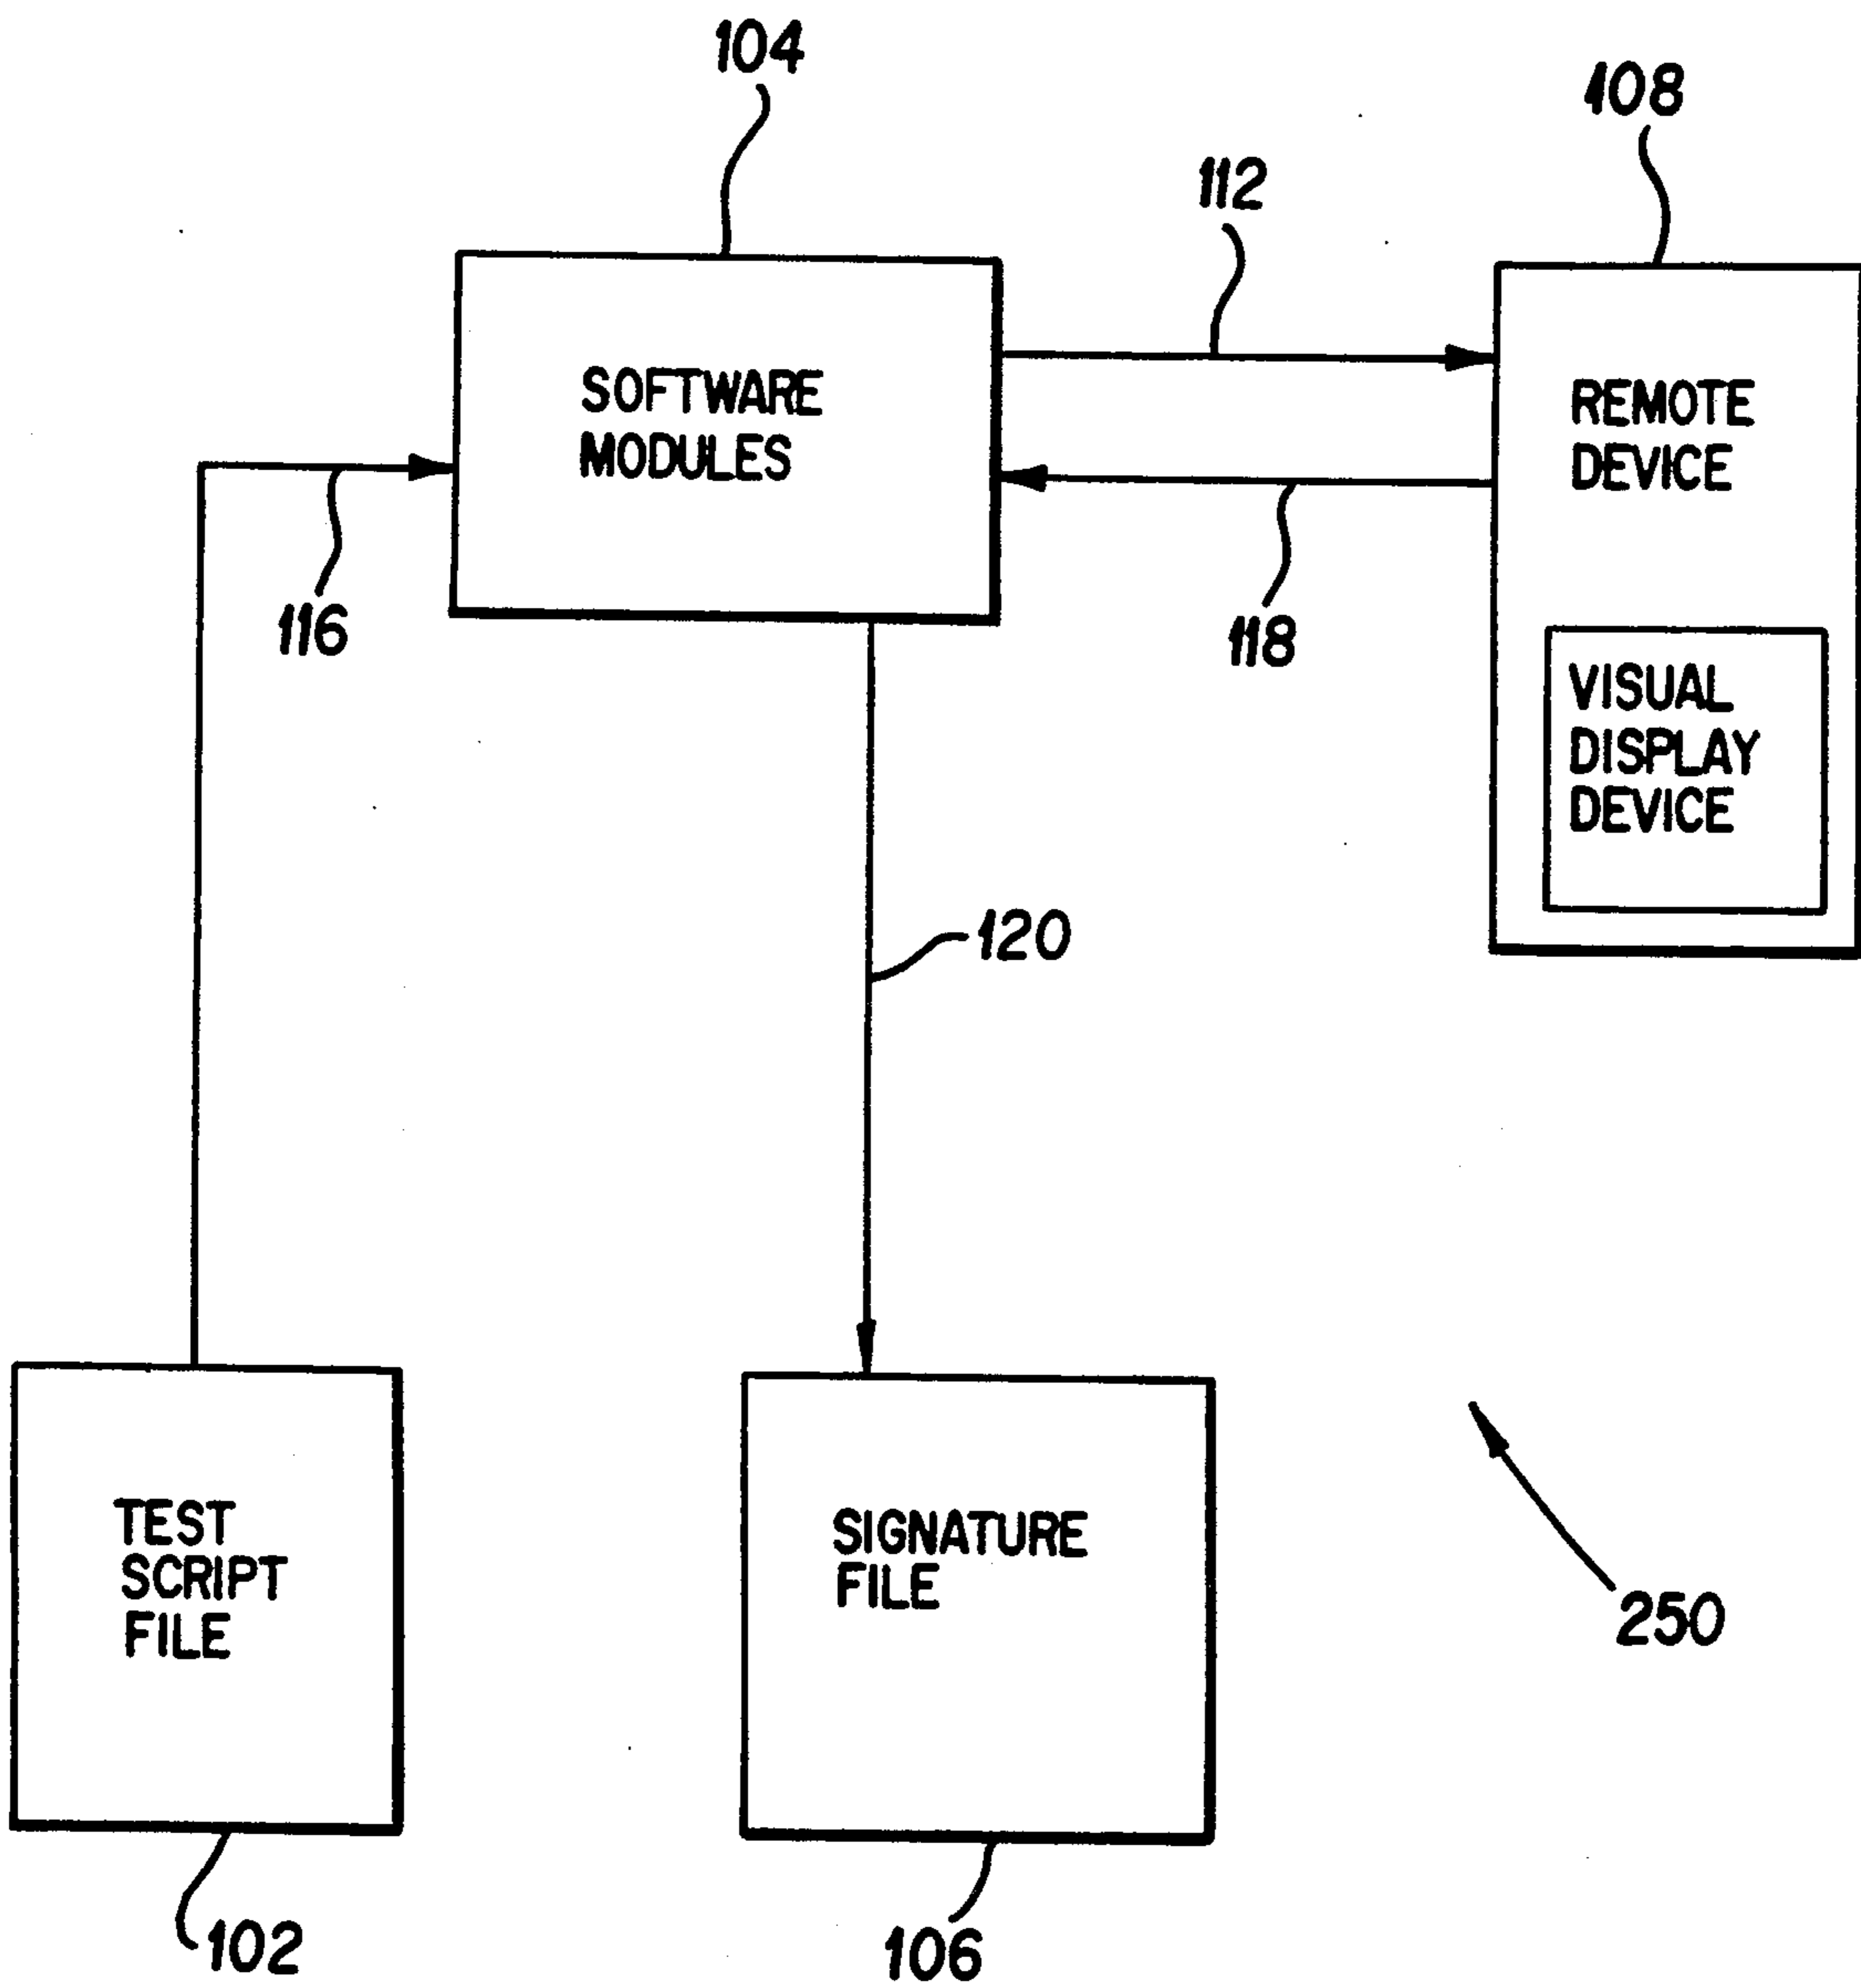 104
108
112
SOFTWARE
MODULES
REMOTE
DEVICE
116
118
VISUAL
DISPLAY
DEVICE
120
TEST
SCRIPT
FILE
SIGNATURE
FILE
250
102
106